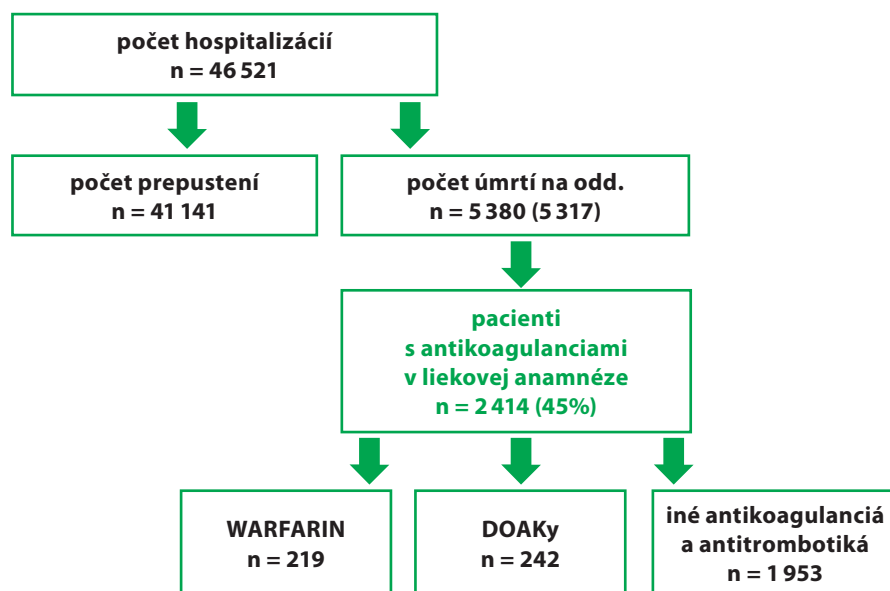 počet hospitalizácií
n = 46 521
počet prepustení
n = 41 141
počet úmrtí na odd.
n = 5 380 (5 317)
pacienti
s antikoagulanciami
v liekovej anamnéze
n = 2 414 (45%)
WARFARIN
n = 219
DOAKy
n = 242
iné antikoagulanciá
a antitrombotiká
n = 1 953